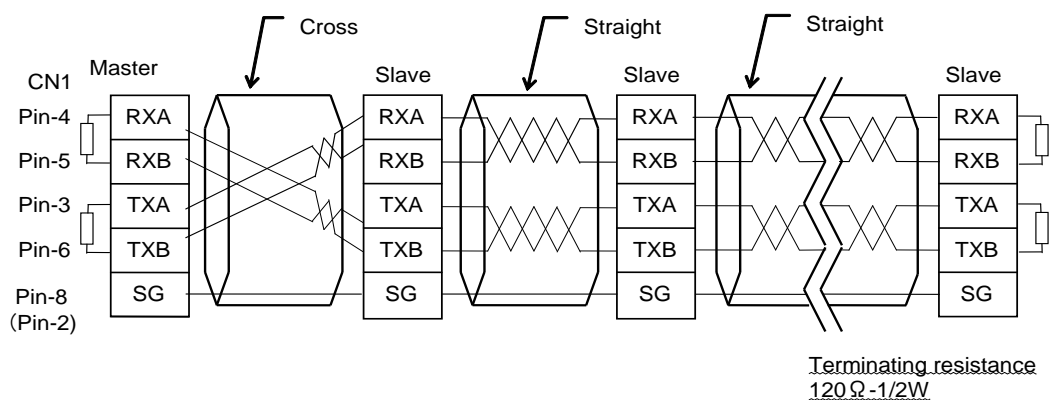 Cross
Straight
Straight
CN1
Master
Slave
Slave
Slave
Pin-4
RXA
RXA
RXA
RXA
Pin-5
RXB
RXB
RXB
RXB
Pin-3
TXA
TXA
TXA
TXA
Pin-6
TXB
TXB
TXB
TXB
Pin-8
(Pin-2)
SG
SG
SG
SG
Terminating resistance
120Ω-1/2W